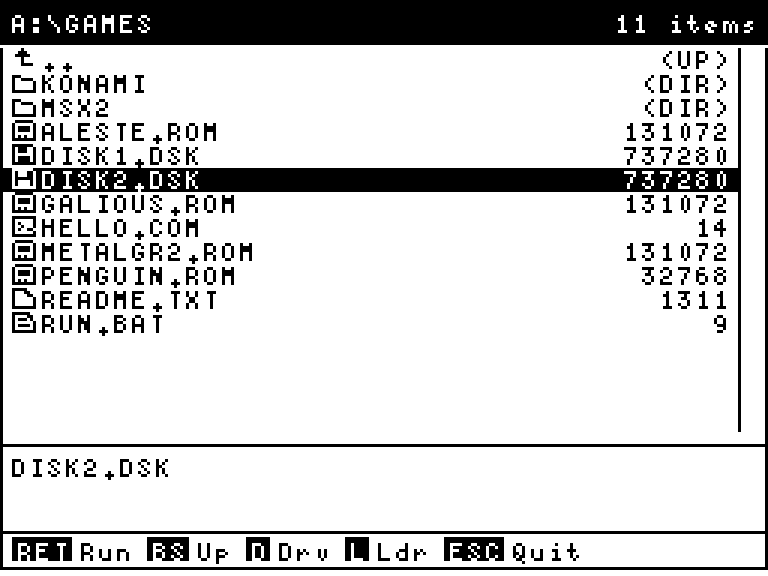 A:\GAMES 11 items
.. <UP>
KONAMI <DIR>
MSX2 <DIR>
ALESTE.ROM 131072
DISK1.DSK 737280
DISK2.DSK 737280
GALIOUS.ROM 131072
HELLO.COM 14
METALGR2.ROM 131072
PENGUIN.ROM 32768
README.TXT 1311
RUN.BAT 9
DISK2.DSK
RET Run BS Up D Drv L Ldr ESC Quit